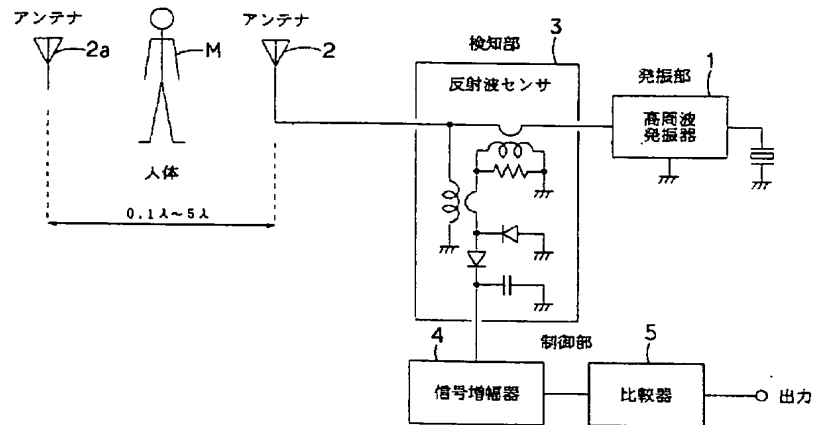 アンテナ
2a
M
人体
アンテナ
2
0.1λ~5λ
検知部
3
反射波センサ
発振部
1
高周波
発振器
制御部
4
信号増幅器
5
比較器
出力